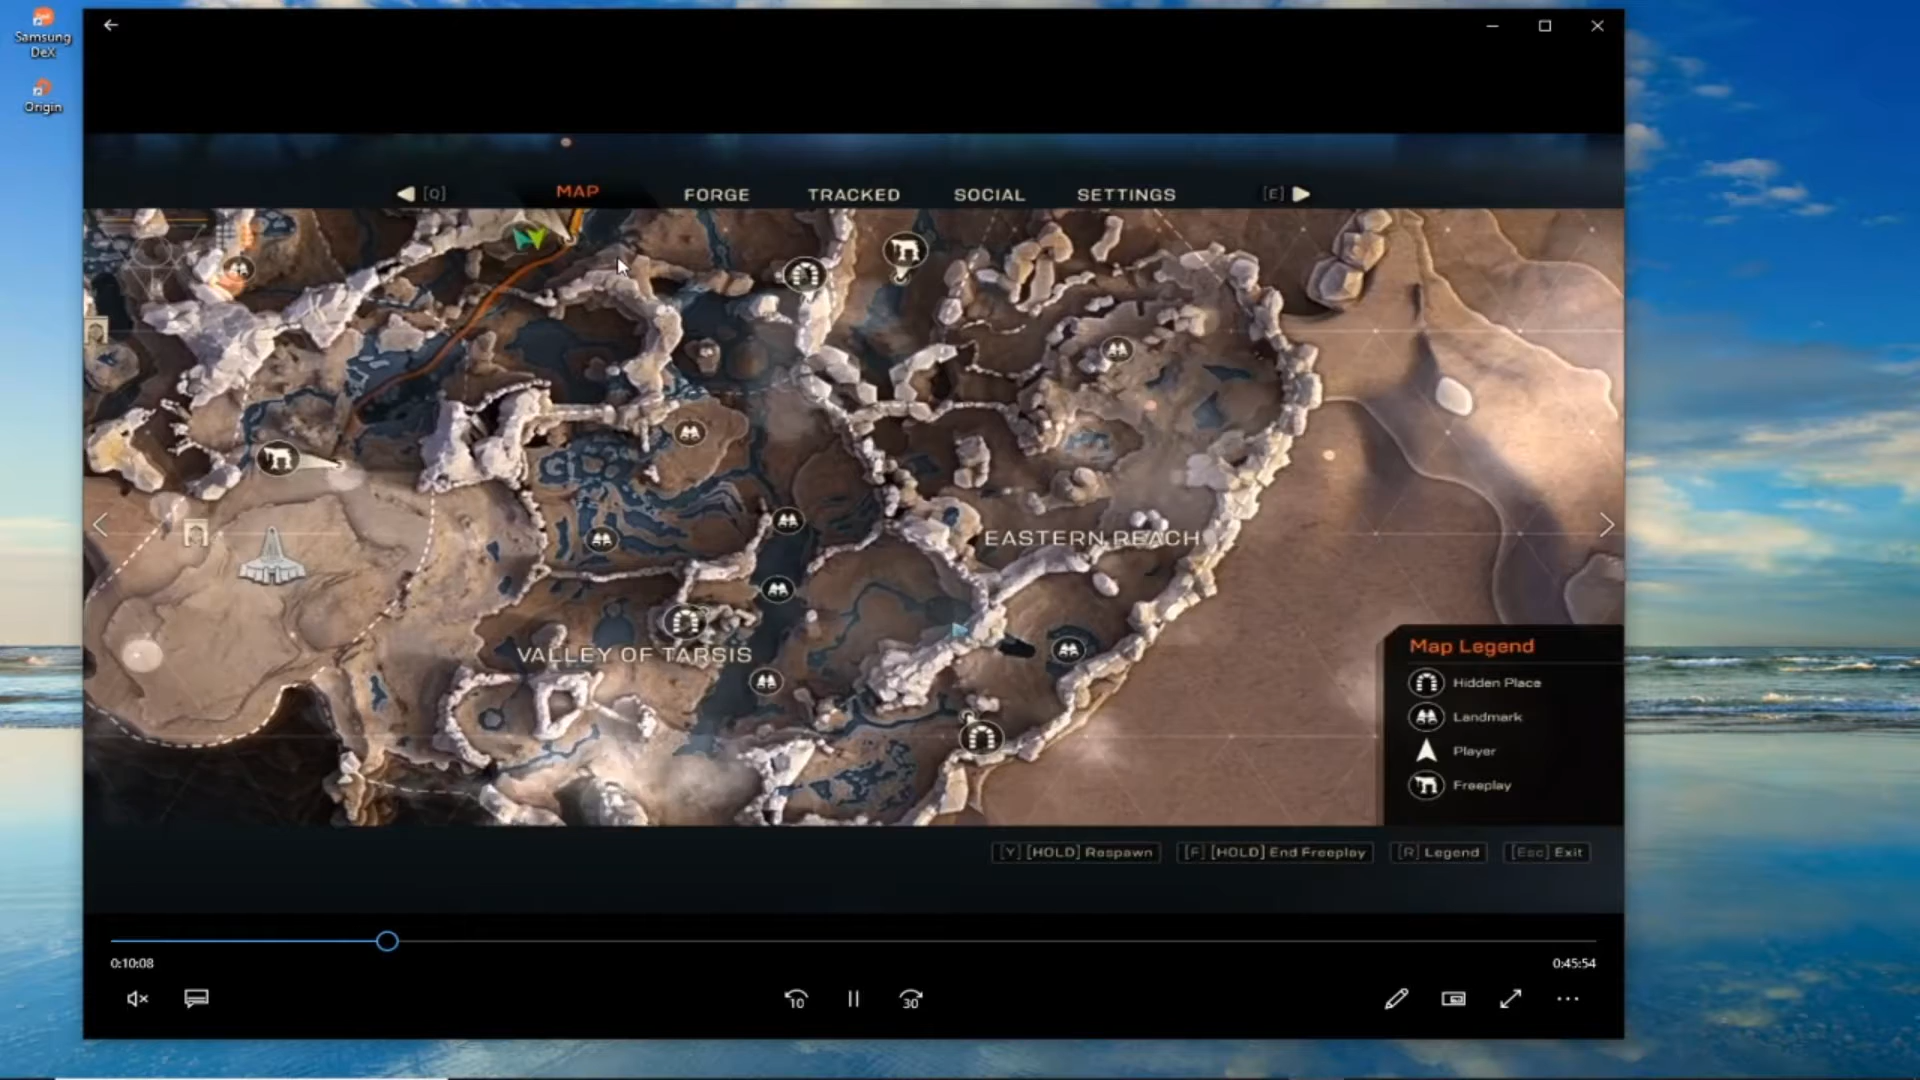 Samsung
DeX
Origin
[Q] MAP FORGE TRACKED SOCIAL SETTINGS [E]
EASTERN REACH
VALLEY OF TARSIS
Map Legend
Hidden Place
Landmark
Player
Freeplay
[Y] [HOLD] Respawn [F] [HOLD] End Freeplay [R] Legend [Esc] Exit
0:10:08 0:45:54
10 30